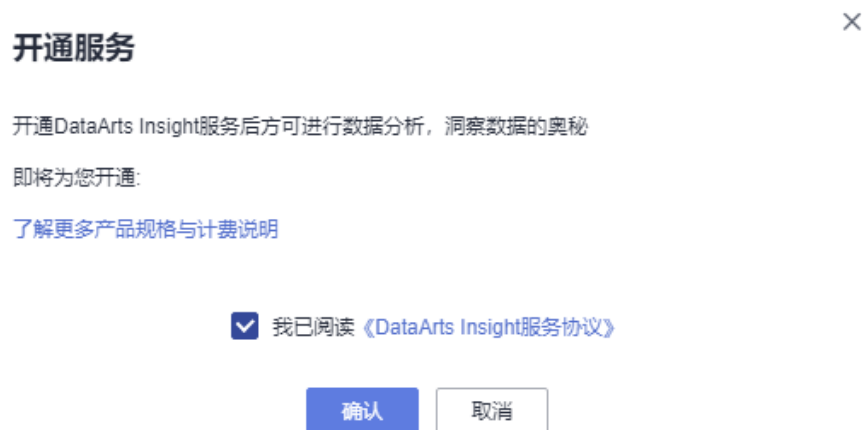 开通服务
开通DataArts Insight服务后方可进行数据分析，洞察数据的奥秘
即将为您开通:
了解更多产品规格与计费说明
我已阅读《DataArts Insight服务协议》
确认 取消